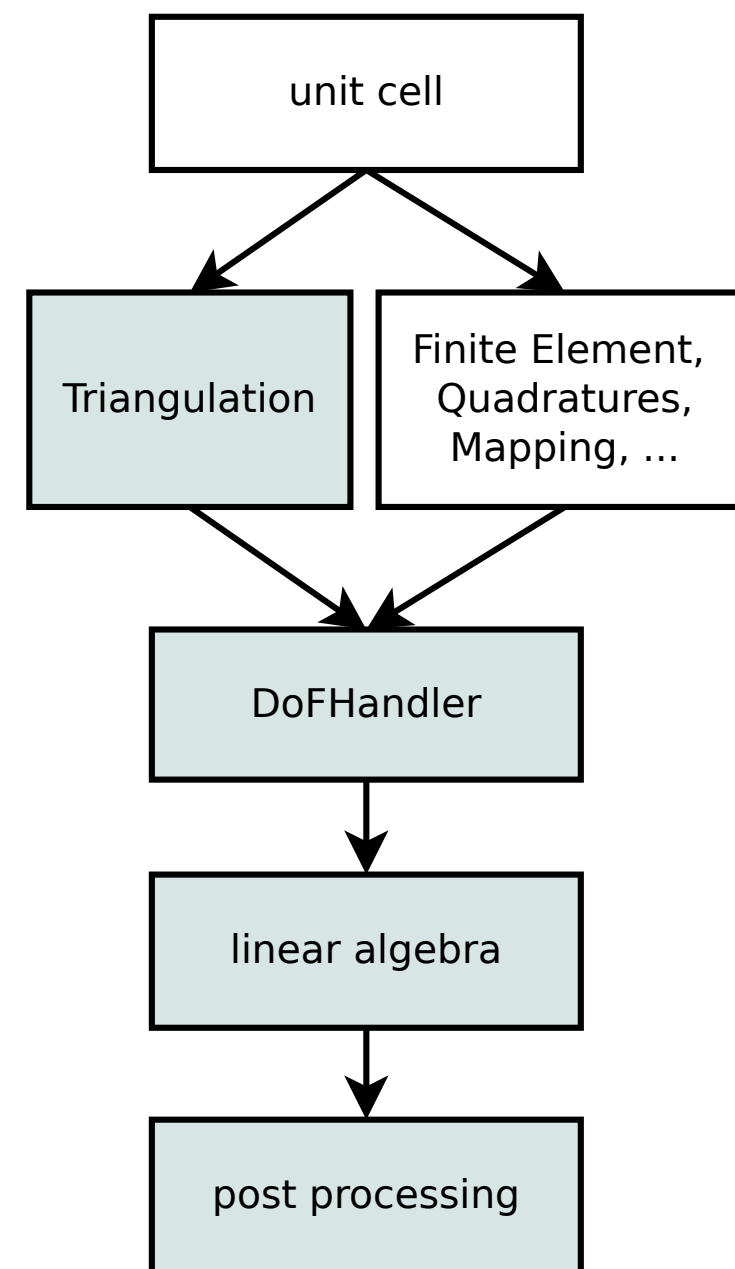 unit cell
Triangulation
Finite Element,
Quadratures,
Mapping, ...
DoFHandler
linear algebra
post processing